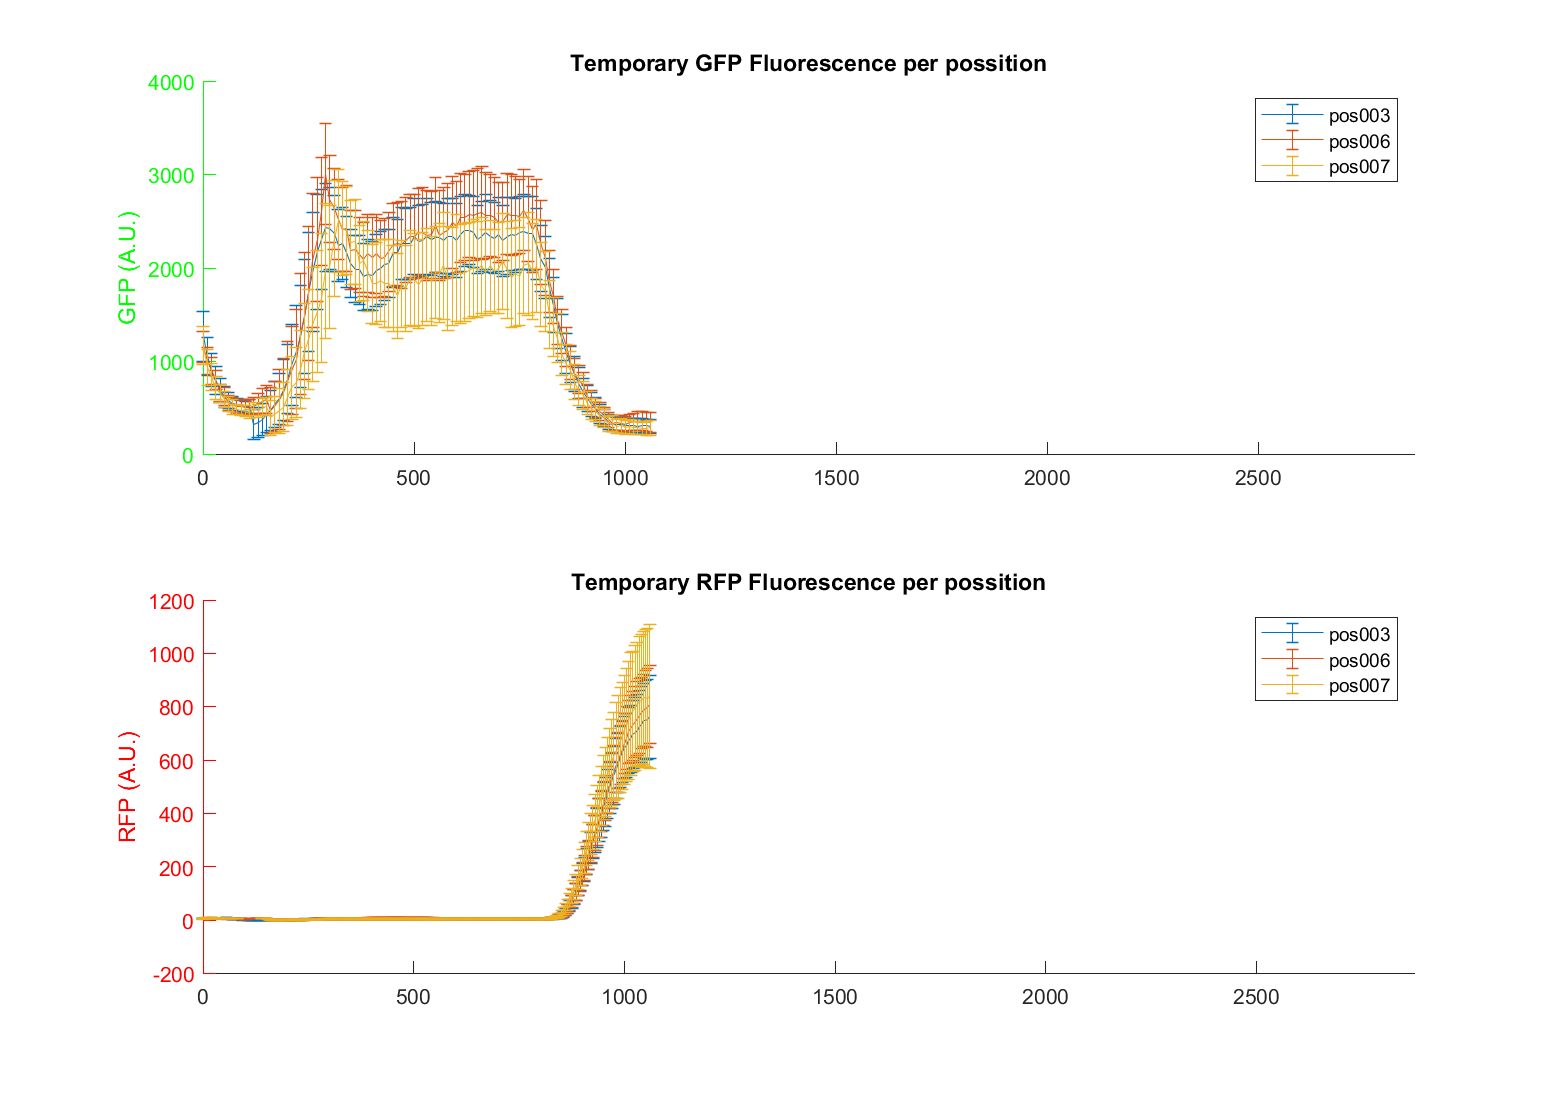 Temporary GFP Fluorescence per possition
4000
3000
2000
1000
0
GFP (A.U.)
pos003
pos006
pos007
0 500 1000 1500 2000 2500
Temporary RFP Fluorescence per possition
1200
1000
800
600
400
200
0
-200
RFP (A.U.)
pos003
pos006
pos007
0 500 1000 1500 2000 2500